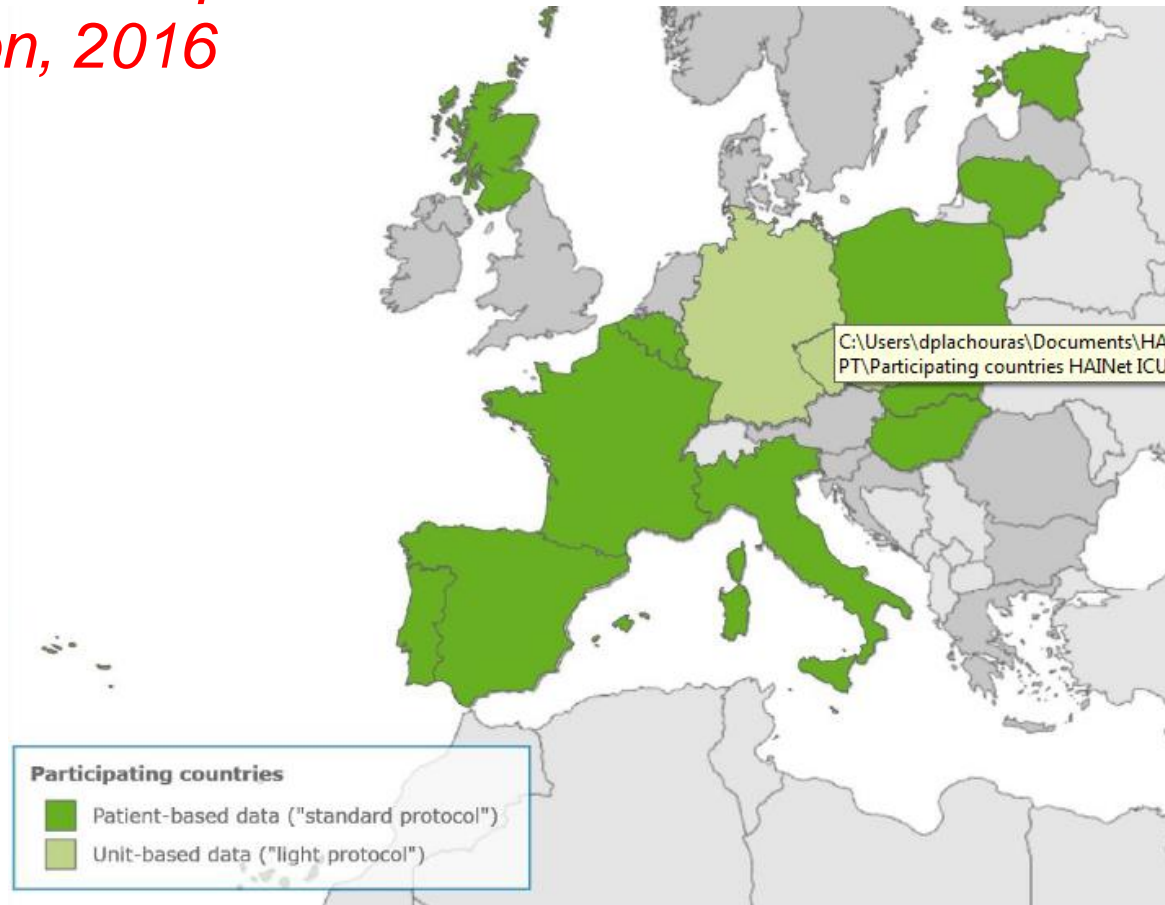 on, 2016
C:\Users\dplachouras\Documents\HA
PT\Participating countries HAINet ICU
Participating countries
Patient-based data ("standard protocol")
Unit-based data ("light protocol")